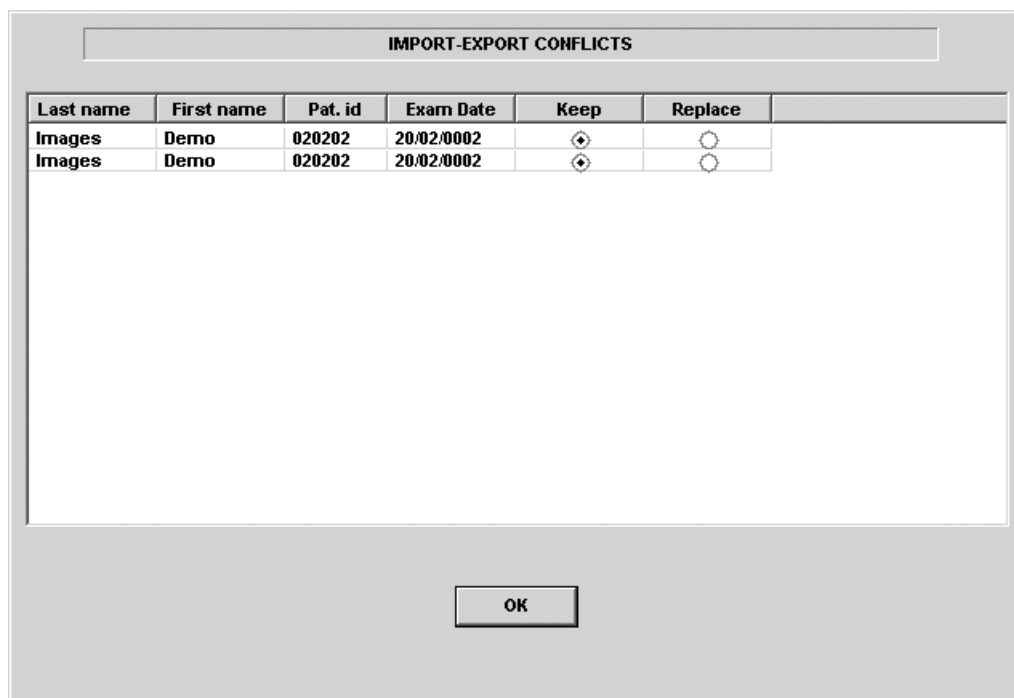 IMPORT-EXPORT CONFLICTS
Last name First name Pat. id Exam Date Keep Replace
Images Demo 020202 20/02/0002
Images Demo 020202 20/02/0002
OK